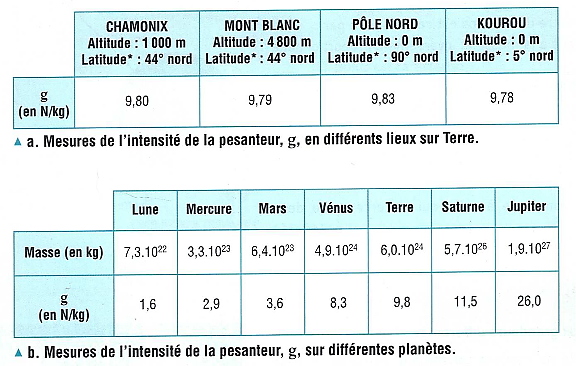 CHAMONIX
Altitude : 1 000 m
Latitude* : 44° nord
MONT BLANC
Altitude : 4 800 m
Latitude* : 44° nord
PÔLE NORD
Altitude : 0 m
Latitude* : 90° nord
KOUROU
Altitude : 0 m
Latitude* : 5° nord
g
(en N/kg)
9,80 9,79 9,83 9,78
▲ a. Mesures de l'intensité de la pesanteur, g, en différents lieux sur Terre.
Lune Mercure Mars Vénus Terre Saturne Jupiter
Masse (en kg) 7,3.10²² 3,3.10²³ 6,4.10²³ 4,9.10²⁴ 6,0.10²⁴ 5,7.10²⁶ 1,9.10²⁷
g
(en N/kg)
1,6 2,9 3,6 8,3 9,8 11,5 26,0
▲ b. Mesures de l'intensité de la pesanteur, g, sur différentes planètes.